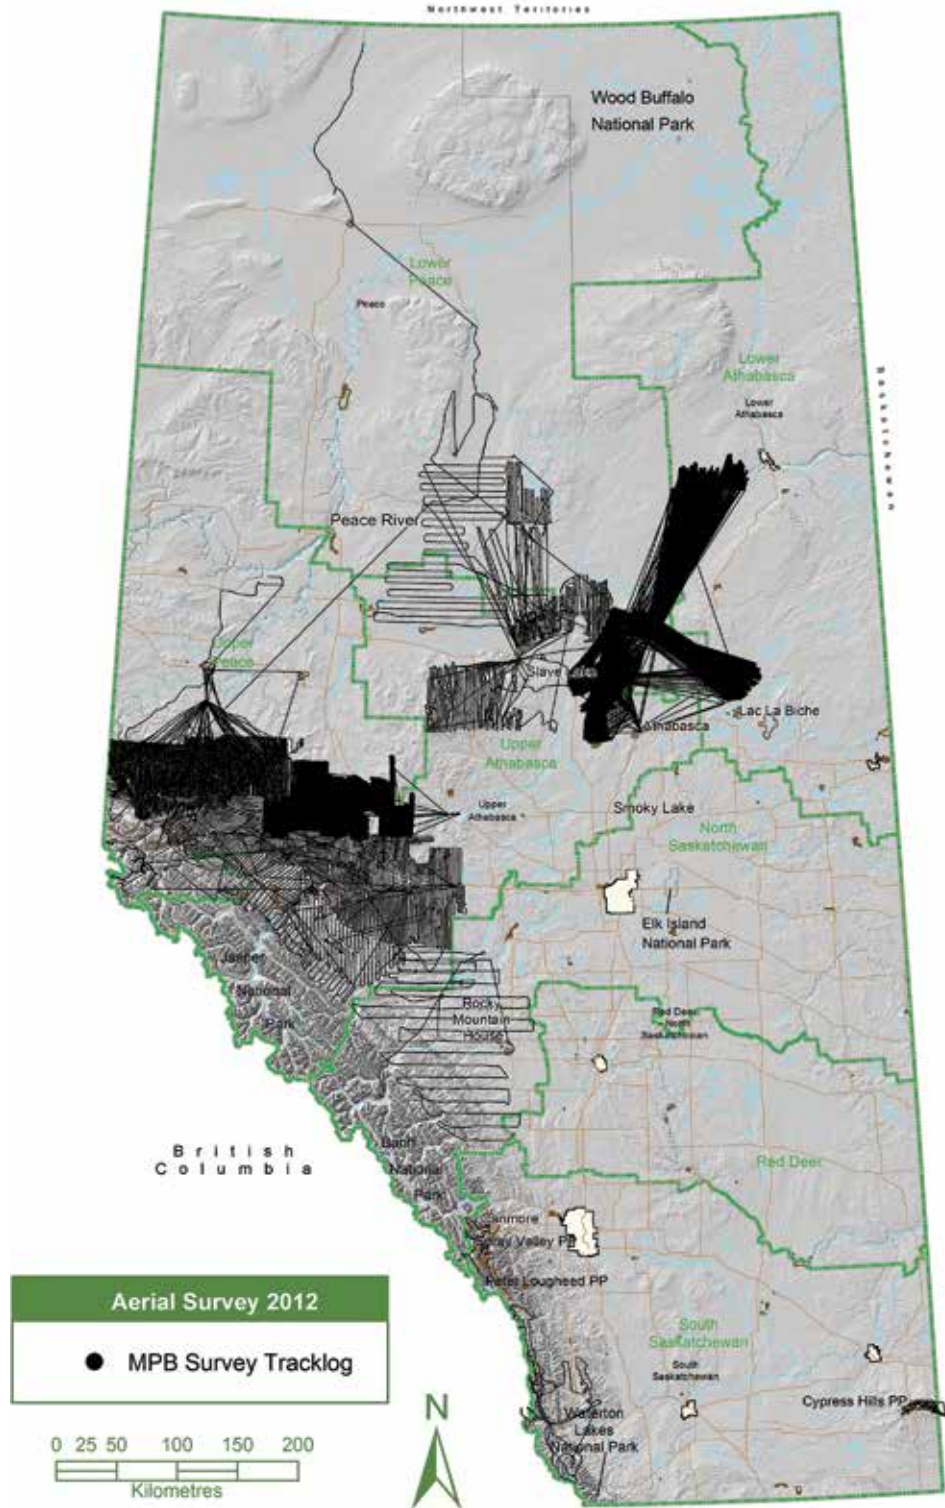 Northwest Territories
Wood Buffalo
National Park
Lower
Peace
Peace
Lower
Athabasca
Lower
Athabasca
Saskatchewan
Peace River
Upper
Peace
Slave Lake
Athabasca
Lac La Biche
Upper
Athabasca
Upper
Athabasca
Smoky Lake
North
Saskatchewan
Elk Island
National Park
Jasper
National
Park
Rocky
Mountain
House
Red Deer
North
Saskatchewan
British
Columbia
Banff
National
Park
Red Deer
Canmore
Spray Valley PP
Peter Lougheed PP
South
Saskatchewan
South
Saskatchewan
Cypress Hills PP
Waterton
Lakes
National Park
Aerial Survey 2012
MPB Survey Tracklog
N
0 25 50 100 150 200
Kilometres